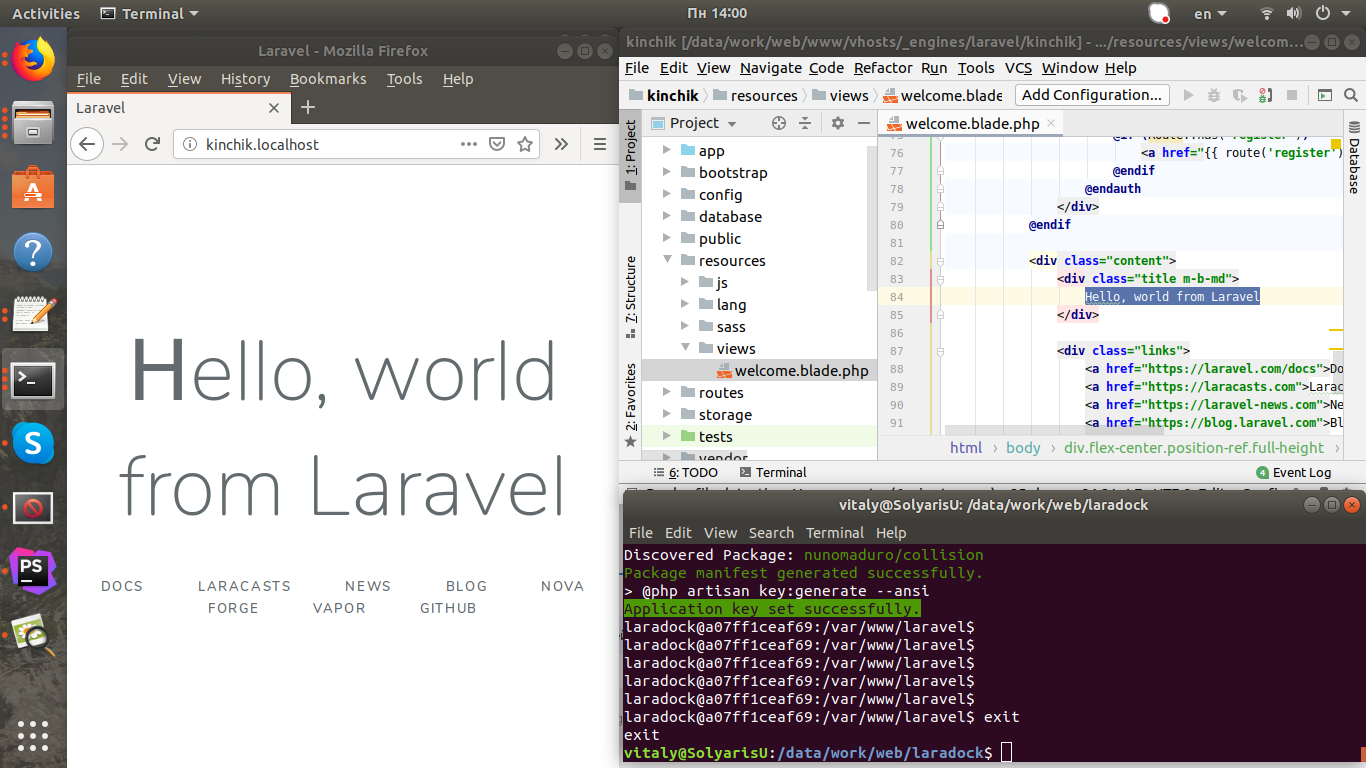 Activities Terminal Пн 14:00 en
Laravel - Mozilla Firefox
File Edit View History Bookmarks Tools Help
Laravel
kinchik.localhost
Hello, world
from Laravel
DOCS LARACASTS NEWS BLOG NOVA
FORGE VAPOR GITHUB
kinchik [/data/work/web/www/vhosts/_engines/laravel/kinchik] - .../resources/views/welcom...
File Edit View Navigate Code Refactor Run Tools VCS Window Help
kinchik resources views welcome.blade Add Configuration...
1: Project
7: Structure
2: Favorites
Project
app
bootstrap
config
database
public
resources
js
lang
sass
views
welcome.blade.php
routes
storage
tests
vendor
welcome.blade.php
76 <a href="{{ route('register')
77 @endif
78 @endauth
79 </div>
80 @endif
81
82 <div class="content">
83 <div class="title m-b-md">
84 Hello, world from Laravel
85 </div>
86
87 <div class="links">
88 <a href="https://laravel.com/docs">Do
89 <a href="https://laracasts.com">Larac
90 <a href="https://laravel-news.com">Ne
91 <a href="https://blog.laravel.com">Bl
html body div.flex-center.position-ref.full-height
Database
6: TODO Terminal 4 Event Log
vitaly@SolyarisU: /data/work/web/laradock
File Edit View Search Terminal Help
Discovered Package: nunomaduro/collision
Package manifest generated successfully.
> @php artisan key:generate --ansi
Application key set successfully.
laradock@a07ff1ceaf69:/var/www/laravel$
laradock@a07ff1ceaf69:/var/www/laravel$
laradock@a07ff1ceaf69:/var/www/laravel$
laradock@a07ff1ceaf69:/var/www/laravel$
laradock@a07ff1ceaf69:/var/www/laravel$
laradock@a07ff1ceaf69:/var/www/laravel$ exit
exit
vitaly@SolyarisU:/data/work/web/laradock$
PS